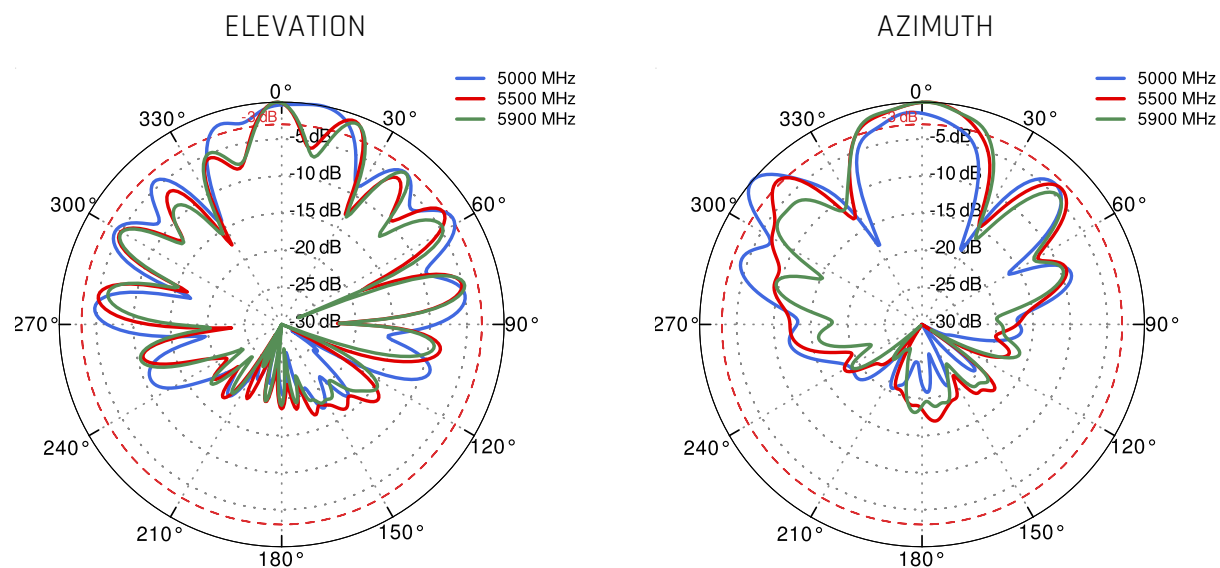 ELEVATION
5000 MHz
5500 MHz
5900 MHz
0°
330°
30°
-3 dB
-5 dB
-10 dB
300°
60°
-15 dB
-20 dB
-25 dB
270°
-30 dB
90°
240°
120°
210°
150°
180°
AZIMUTH
5000 MHz
5500 MHz
5900 MHz
0°
330°
30°
-3 dB
-5 dB
-10 dB
300°
60°
-15 dB
-20 dB
-25 dB
270°
-30 dB
90°
240°
120°
210°
150°
180°